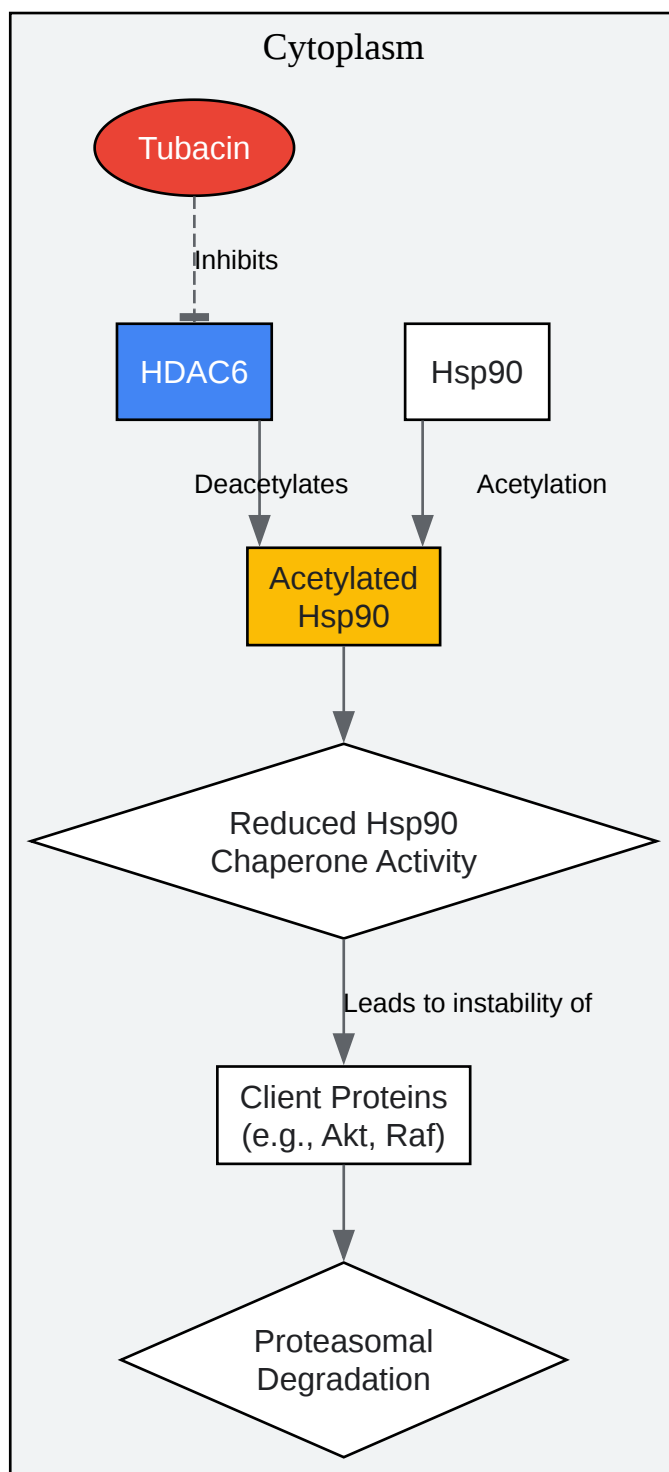 Cytoplasm
Tubacin
Inhibits
HDAC6
Hsp90
Deacetylates
Acetylation
Acetylated
Hsp90
Reduced Hsp90
Chaperone Activity
Leads to instability of
Client Proteins
(e.g., Akt, Raf)
Proteasomal
Degradation